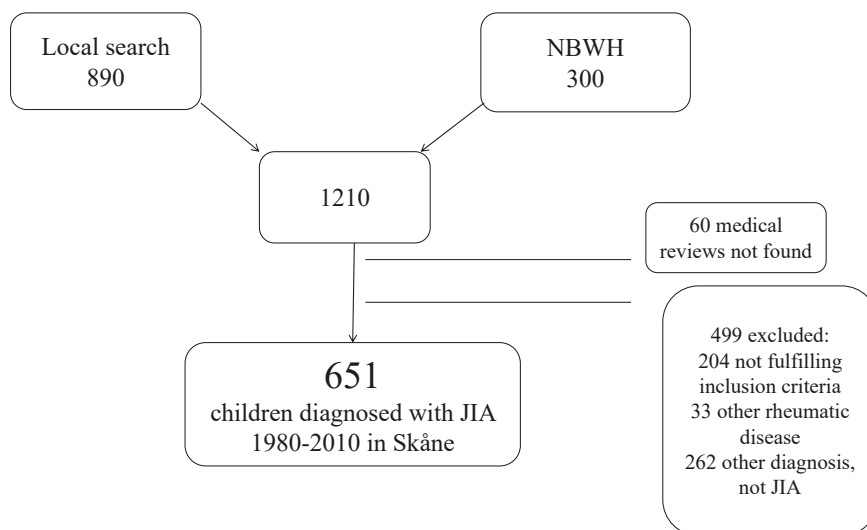 Local search
890
NBWH
300
1210
60 medical
reviews not found
499 excluded:
204 not fulfilling
inclusion criteria
33 other rheumatic
disease
262 other diagnosis,
not JIA
651
children diagnosed with JIA
1980-2010 in Skåne